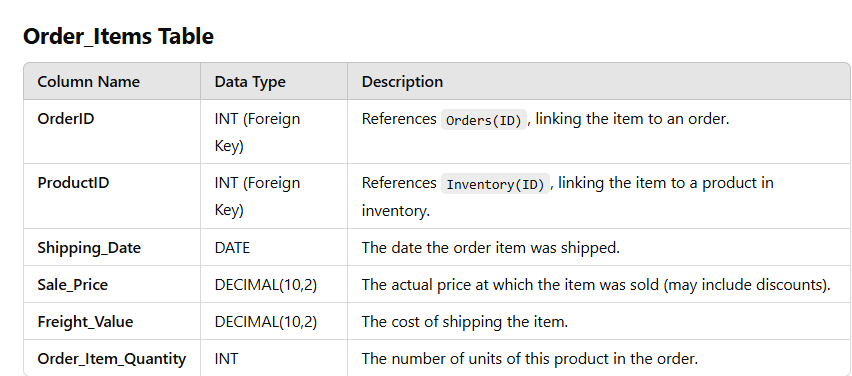 Order_Items Table
Column Name Data Type Description
OrderID INT (Foreign Key) References Orders(ID), linking the item to an order.
ProductID INT (Foreign Key) References Inventory(ID), linking the item to a product in inventory.
Shipping_Date DATE The date the order item was shipped.
Sale_Price DECIMAL(10,2) The actual price at which the item was sold (may include discounts).
Freight_Value DECIMAL(10,2) The cost of shipping the item.
Order_Item_Quantity INT The number of units of this product in the order.